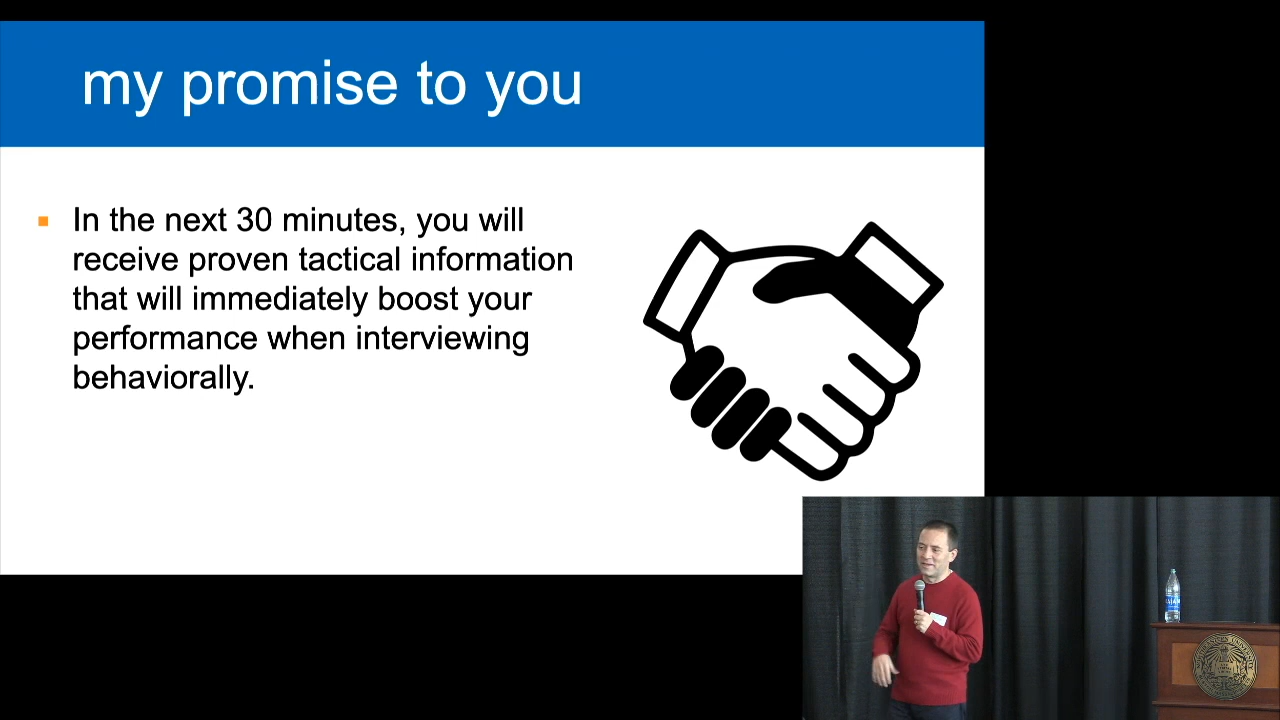 my promise to you
In the next 30 minutes, you will
receive proven tactical information
that will immediately boost your
performance when interviewing
behaviorally.